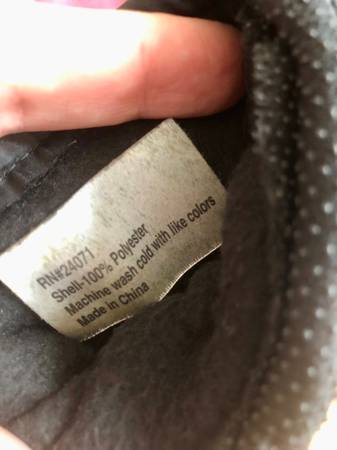 RN#24071
Shell-100% Polyester
Machine wash cold with like colors
Made in China